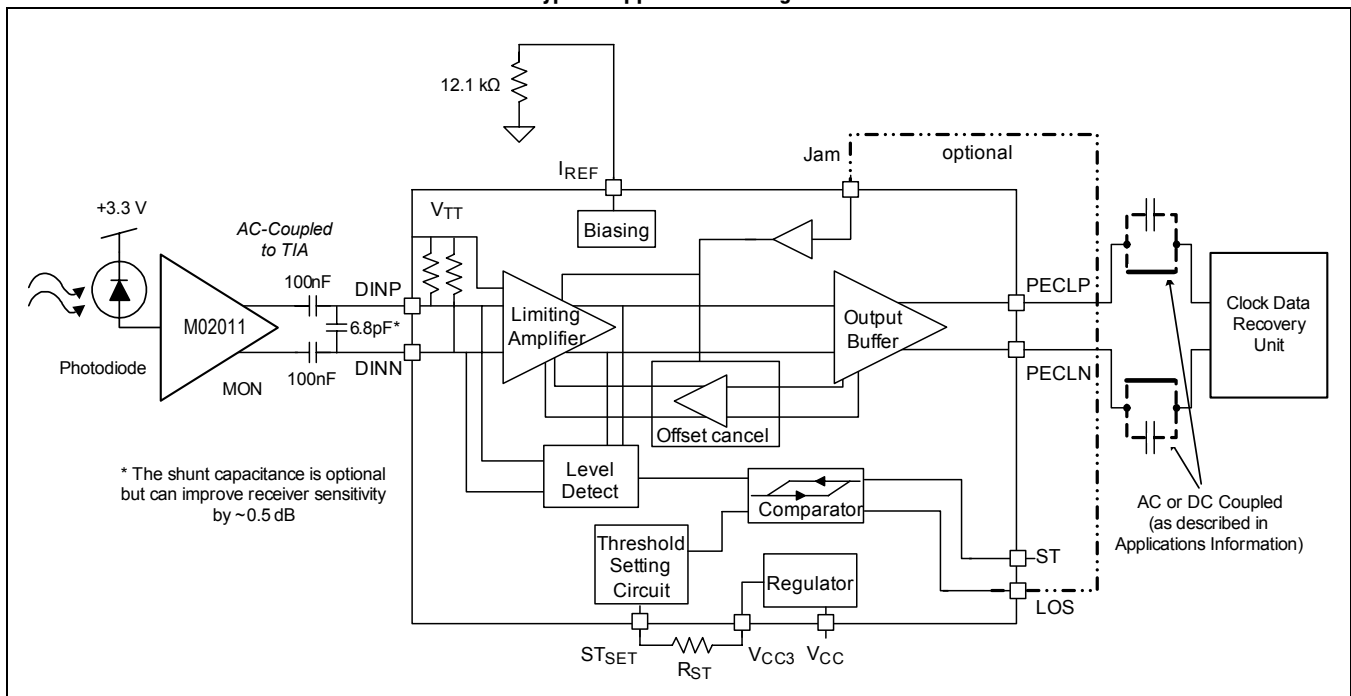 12.1 kΩ
Jam
optional
IREF
+3.3 V
VTT
AC-Coupled
to TIA
Biasing
100nF
DINP
PECLP
M02011
6.8pF*
Limiting
Amplifier
Output
Buffer
Clock Data
Recovery
Unit
Photodiode
100nF
DINN
PECLN
MON
Offset cancel
* The shunt capacitance is optional
but can improve receiver sensitivity
by ~0.5 dB
Level
Detect
Comparator
AC or DC Coupled
(as described in
Applications Information)
Threshold
Setting
Circuit
Regulator
ST
LOS
STSET
RST
VCC3
VCC